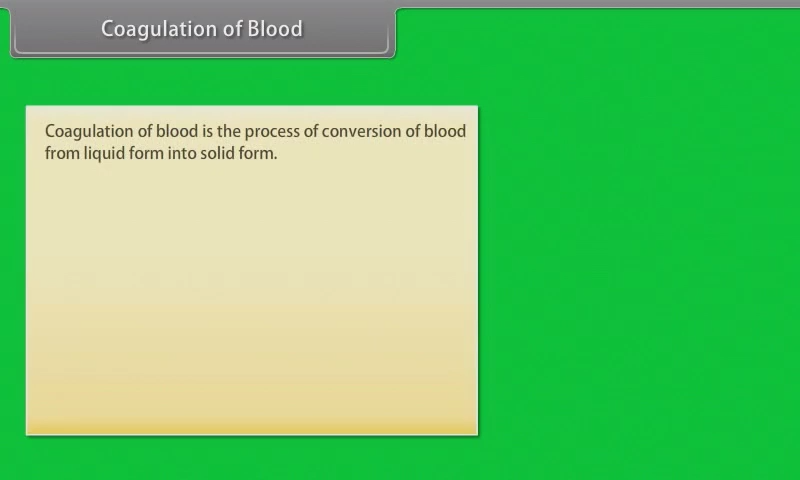 Coagulation of Blood
Coagulation of blood is the process of conversion of blood
from liquid form into solid form.